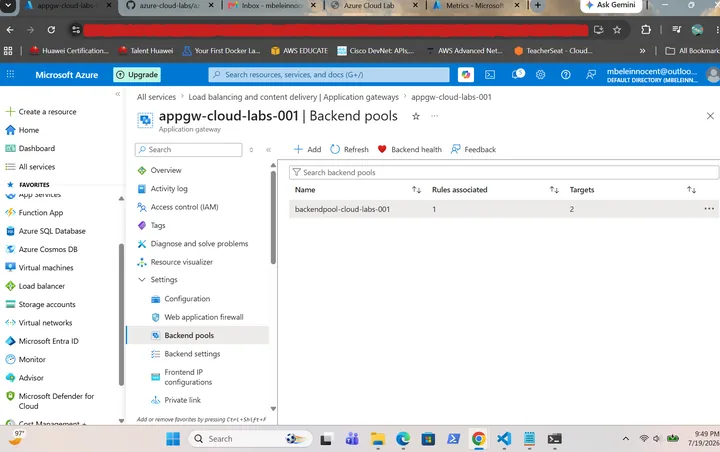 appgw-cloud-labs-
azure-cloud-labs/a
Inbox - mbeleinnoce
Azure Cloud Lab
Metrics - Microsof
Ask Gemini
Huawei Certification...
Talent Huawei
Your First Docker La...
AWS EDUCATE
Cisco DevNet: APIs,...
AWS Advanced Net...
TeacherSeat - Cloud...
All Bookmark
Microsoft Azure
Upgrade
Search resources, services, and docs (G+/)
mbeleinnocent@outloo...
DEFAULT DIRECTORY (MBELEINN...
Create a resource
Home
Dashboard
All services
FAVORITES
App Services
Function App
Azure SQL Database
Azure Cosmos DB
Virtual machines
Load balancer
Storage accounts
Virtual networks
Microsoft Entra ID
Monitor
Advisor
Microsoft Defender for
Cloud
Cost Management +
All services > Load balancing and content delivery | Application gateways > appgw-cloud-labs-001
appgw-cloud-labs-001 | Backend pools
Application gateway
Search
Overview
Activity log
Access control (IAM)
Tags
Diagnose and solve problems
Resource visualizer
Settings
Configuration
Web application firewall
Backend pools
Backend settings
Frontend IP
configurations
Private link
Add or remove favorites by pressing Ctrl+Shift+F
Add Refresh Backend health Feedback
Search backend pools
Name Rules associated Targets
backendpool-cloud-labs-001 1 2
97°
Search
9:49 PM
7/19/2026